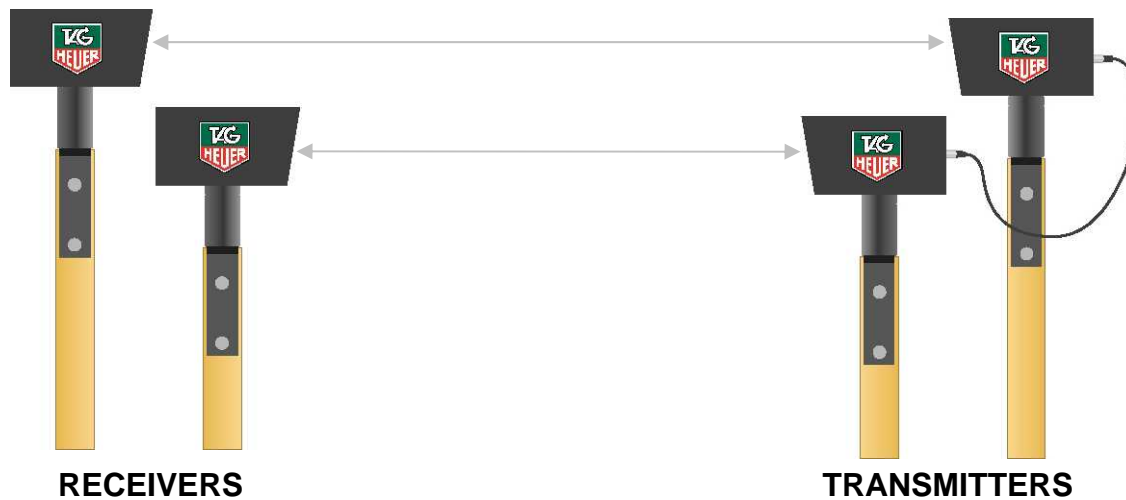 TAG
HEUER
TAG
HEUER
TAG
HEUER
TAG
HEUER
RECEIVERS
TRANSMITTERS